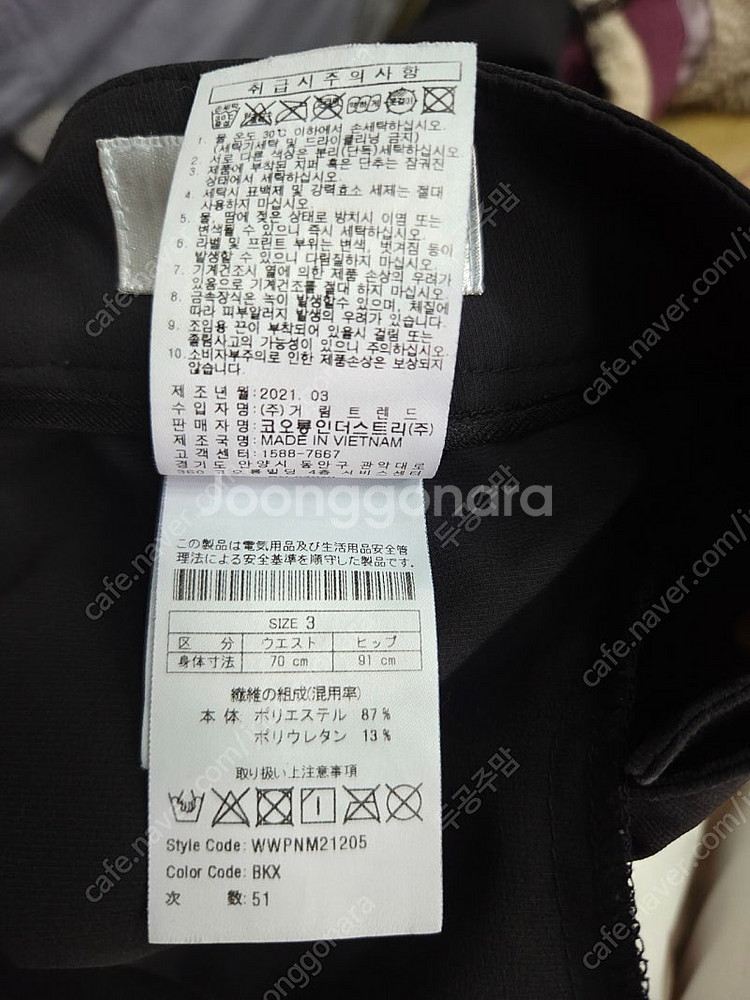 취급시주의사항
1. 물 온도 30℃ 이하에서 손세탁하십시오.
(세탁기세탁 및 드라이클리닝 금지)
2. 서로 다른 색상은 분리(단독)세탁하십시오.
3. 제품에 부착된 지퍼 혹은 단추는 잠궈진
상태에서 세탁하십시오.
4. 세탁시 표백제 및 강력효소 세제는 절대
사용하지 마십시오.
5. 물, 땀에 젖은 상태로 방치시 이염 또는
변색될 수 있으니 즉시 세탁하십시오.
6. 라벨 및 프린트 부위는 변색, 벗겨짐 등이
발생할 수 있으니 다림질하지 마십시오.
7. 기계건조시 열에 의한 제품 손상의 우려가
있음으로 기계건조를 절대 하지 마십시오.
8. 금속장식은 녹이 발생할수 있으며, 체질에
따라 피부알러지 발생의 우려가 있습니다.
9. 조임용 끈이 부착되어 있을시 걸림 또는
졸림사고의 가능성이 있으니 주의하십시오.
10. 소비자부주의로 인한 제품손상은 보상되지
않습니다.
제조년월: 2021. 03
수입자명: (주)거림트렌드
판매자명: 코오롱인더스트리(주)
제조국명: MADE IN VIETNAM
고객센터: 1588-7667
경기도 안양시 동안구 관악대로
Joonggonara
この製品は電気用品及び生活用品安全管
理法による安全基準を順守した製品です.
SIZE 3
区 分 ウエスト ヒップ
身体寸法 70 cm 91 cm
繊維の組成(混用率)
本 体 ポリエステル 87 %
ポリウレタン 13 %
取り扱い上注意事項
Style Code: WWPNM21205
Color Code: BKX
次 数: 51
두공주맘
cafe.naver.com